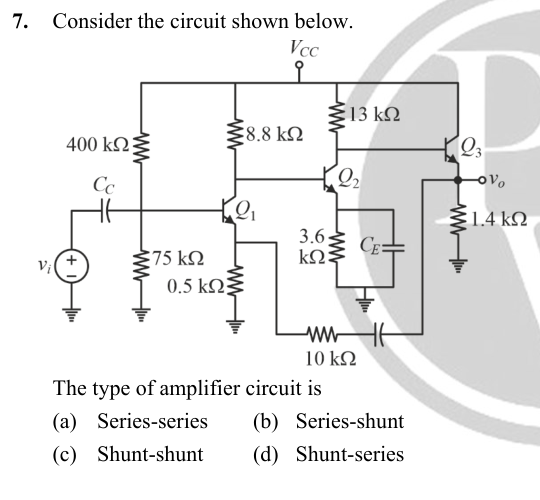 7. Consider the circuit shown below.
VCC
13 kΩ
8.8 kΩ
400 kΩ
Q3
Q2
CC
vo
Q1
1.4 kΩ
3.6 kΩ
CE
75 kΩ
vi
+
0.5 kΩ
10 kΩ
The type of amplifier circuit is
(a) Series-series (b) Series-shunt
(c) Shunt-shunt (d) Shunt-series